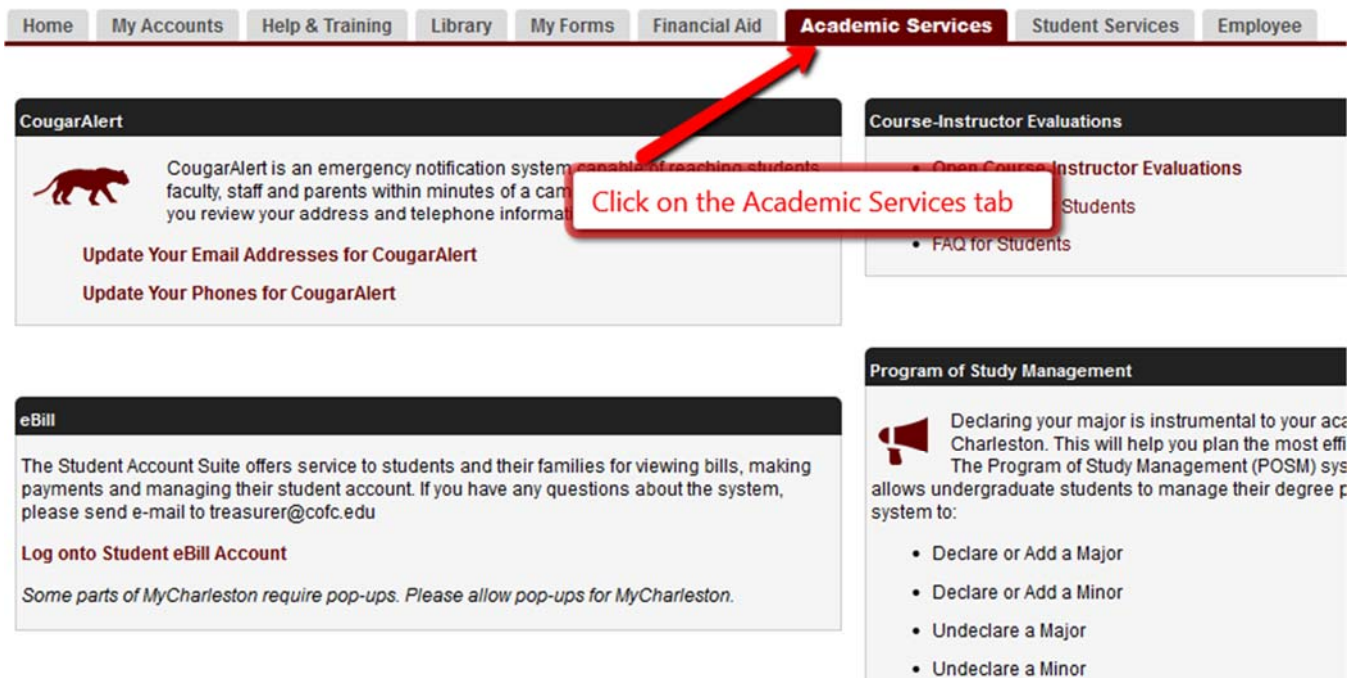 Home My Accounts Help & Training Library My Forms Financial Aid Academic Services Student Services Employee
CougarAlert
CougarAlert is an emergency notification system capable of reaching students
faculty, staff and parents within minutes of a
you review your address and telephone
Update Your Email Addresses for CougarAlert
Update Your Phones for CougarAlert
Click on the Academic Services tab
Course-Instructor Evaluations
• Open Course-Instructor Evaluations
Students
• FAQ for Students
eBill
The Student Account Suite offers service to students and their families for viewing bills, making
payments and managing their student account. If you have any questions about the system,
please send e-mail to treasurer@cofc.edu
Log onto Student eBill Account
Some parts of MyCharleston require pop-ups. Please allow pop-ups for MyCharleston.
Program of Study Management
Declaring your major is instrumental to your
Charleston. This will help you plan the most
The Program of Study Management (POSM)
allows undergraduate students to manage their degree
system to:
• Declare or Add a Major
• Declare or Add a Minor
• Undeclare a Major
• Undeclare a Minor